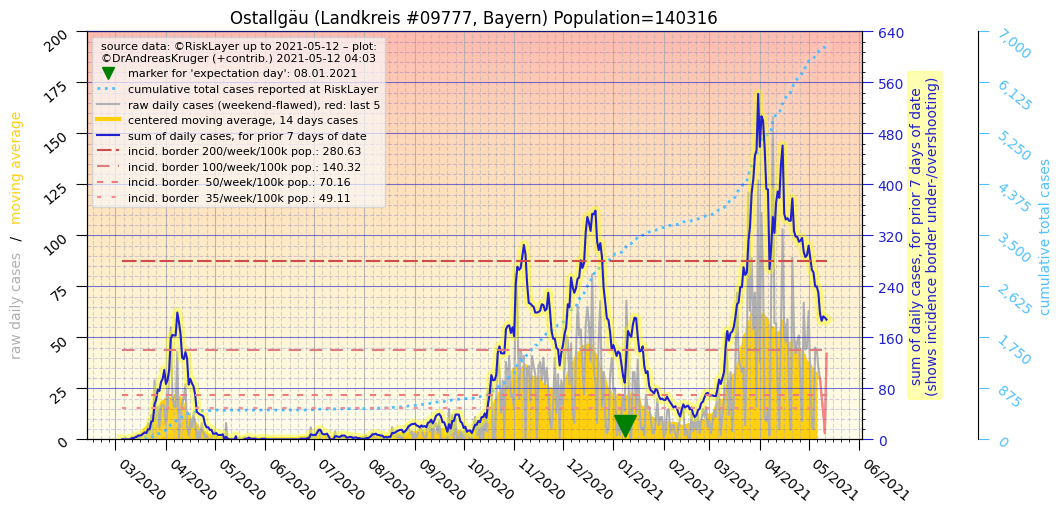 Ostallgäu (Landkreis #09777, Bayern) Population=140316
source data: ©RiskLayer up to 2021-05-12 – plot:
©DrAndreasKruger (+contrib.) 2021-05-12 04:03
marker for 'expectation day': 08.01.2021
cumulative total cases reported at RiskLayer
raw daily cases (weekend-flawed), red: last 5
centered moving average, 14 days cases
sum of daily cases, for prior 7 days of date
incid. border 200/week/100k pop.: 280.63
incid. border 100/week/100k pop.: 140.32
incid. border  50/week/100k pop.: 70.16
incid. border  35/week/100k pop.: 49.11
raw daily cases / moving average
200
175
150
125
100
75
50
25
0
03/2020
04/2020
05/2020
06/2020
07/2020
08/2020
09/2020
10/2020
11/2020
12/2020
01/2021
02/2021
03/2021
04/2021
05/2021
06/2021
640
560
480
400
320
240
160
80
0
sum of daily cases, for prior 7 days of date
(shows incidence border under-/overshooting)
7,000
6,125
5,250
4,375
3,500
2,625
1,750
875
0
cumulative total cases